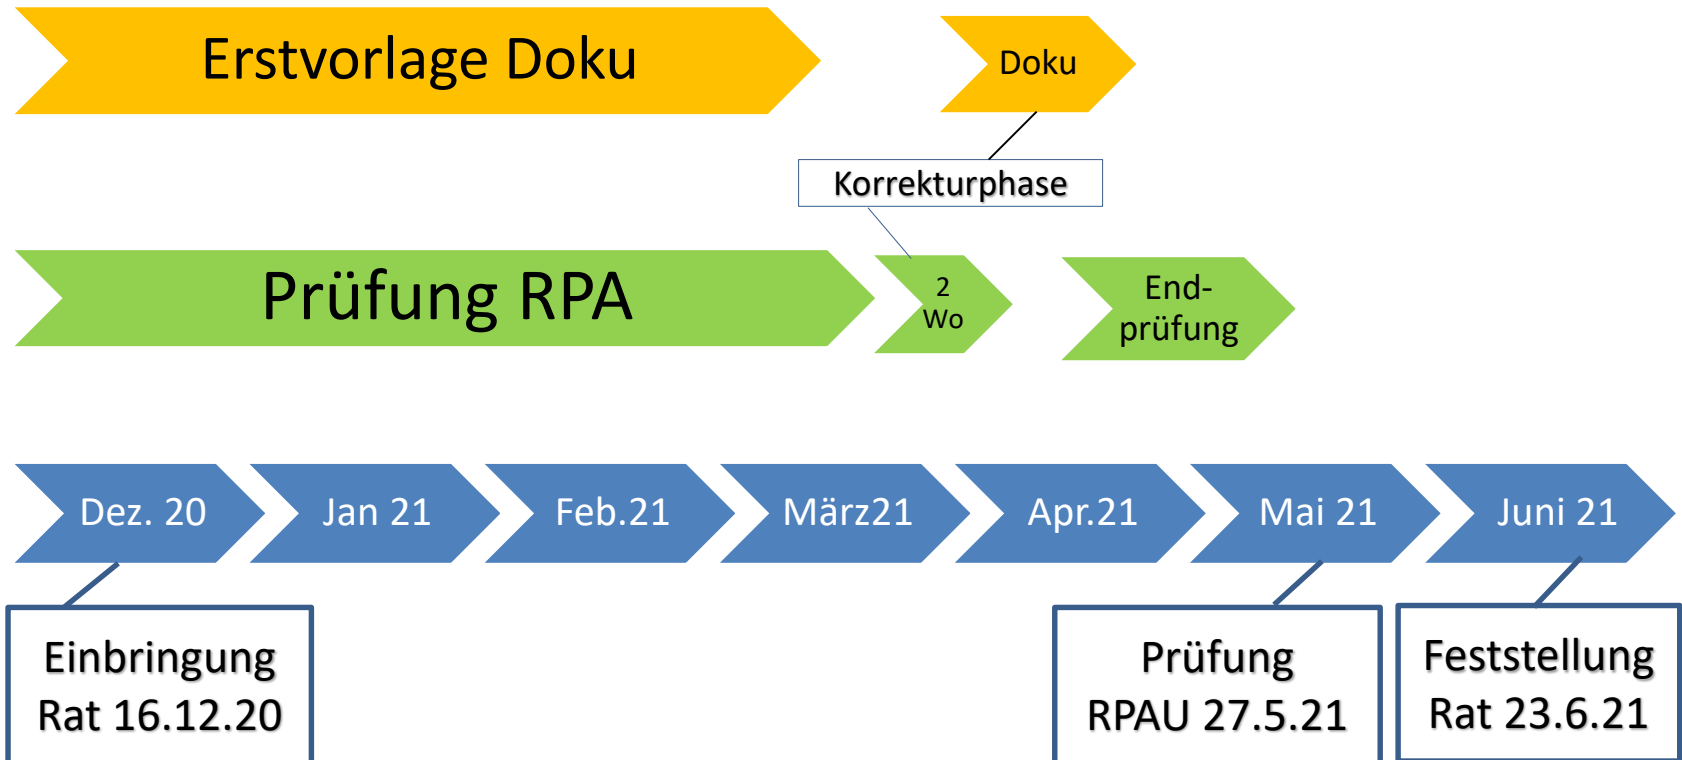 Erstvorlage Doku
Doku
Korrekturphase
Prüfung RPA
2
Wo
End-
prüfung
Dez. 20
Jan 21
Feb.21
März21
Apr.21
Mai 21
Juni 21
Einbringung
Rat 16.12.20
Prüfung
RPAU 27.5.21
Feststellung
Rat 23.6.21